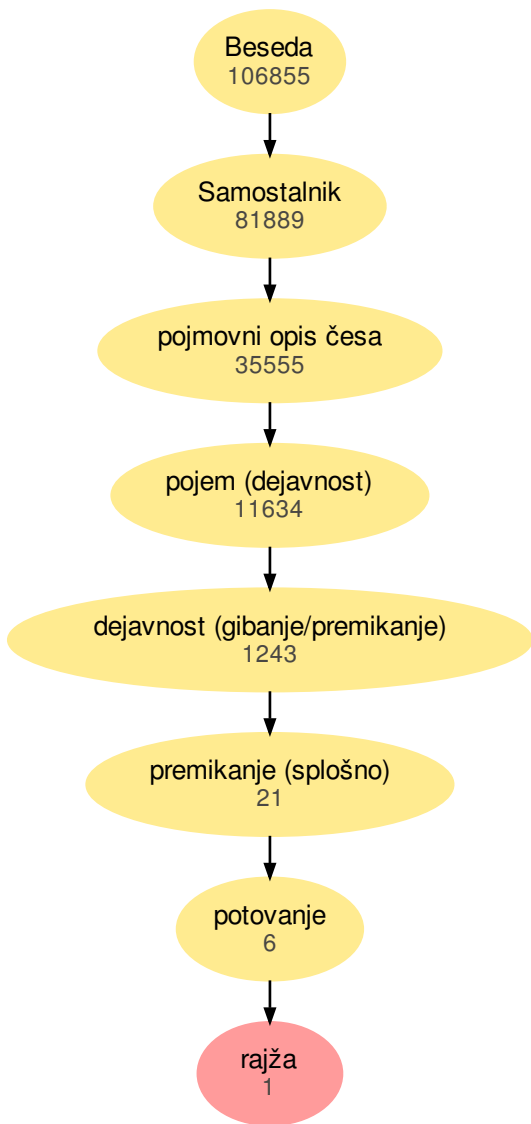 Beseda
106855
Samostalnik
81889
pojmovni opis česa
35555
pojem (dejavnost)
11634
dejavnost (gibanje/premikanje)
1243
premikanje (splošno)
21
potovanje
6
rajža
1